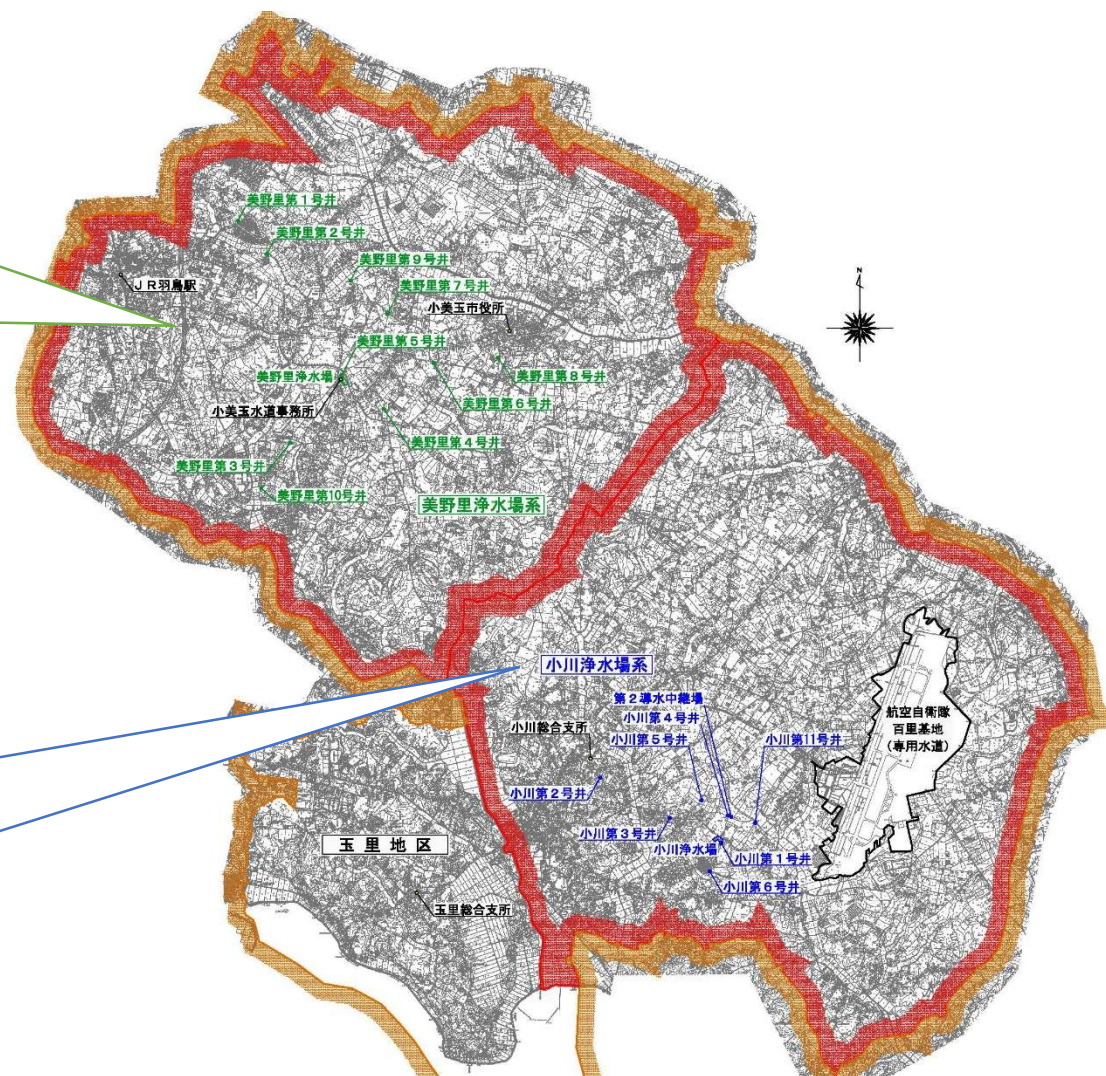 美野里第1号井
美野里第2号井
美野里第9号井
JR羽鳥駅
美野里第7号井
小美玉市役所
美野里第5号井
美野里浄水場
美野里第8号井
美野里第6号井
小美玉水道事務所
美野里第4号井
美野里第3号井
美野里第10号井
美野里浄水場系
N
小川浄水場系
第2導水中継場
小川第4号井
小川総合支所
小川第5号井
小川第11号井
航空自衛隊
百里基地
(専用水道)
小川第2号井
小川第3号井
小川浄水場
小川第1号井
小川第6号井
玉里地区
玉里総合支所